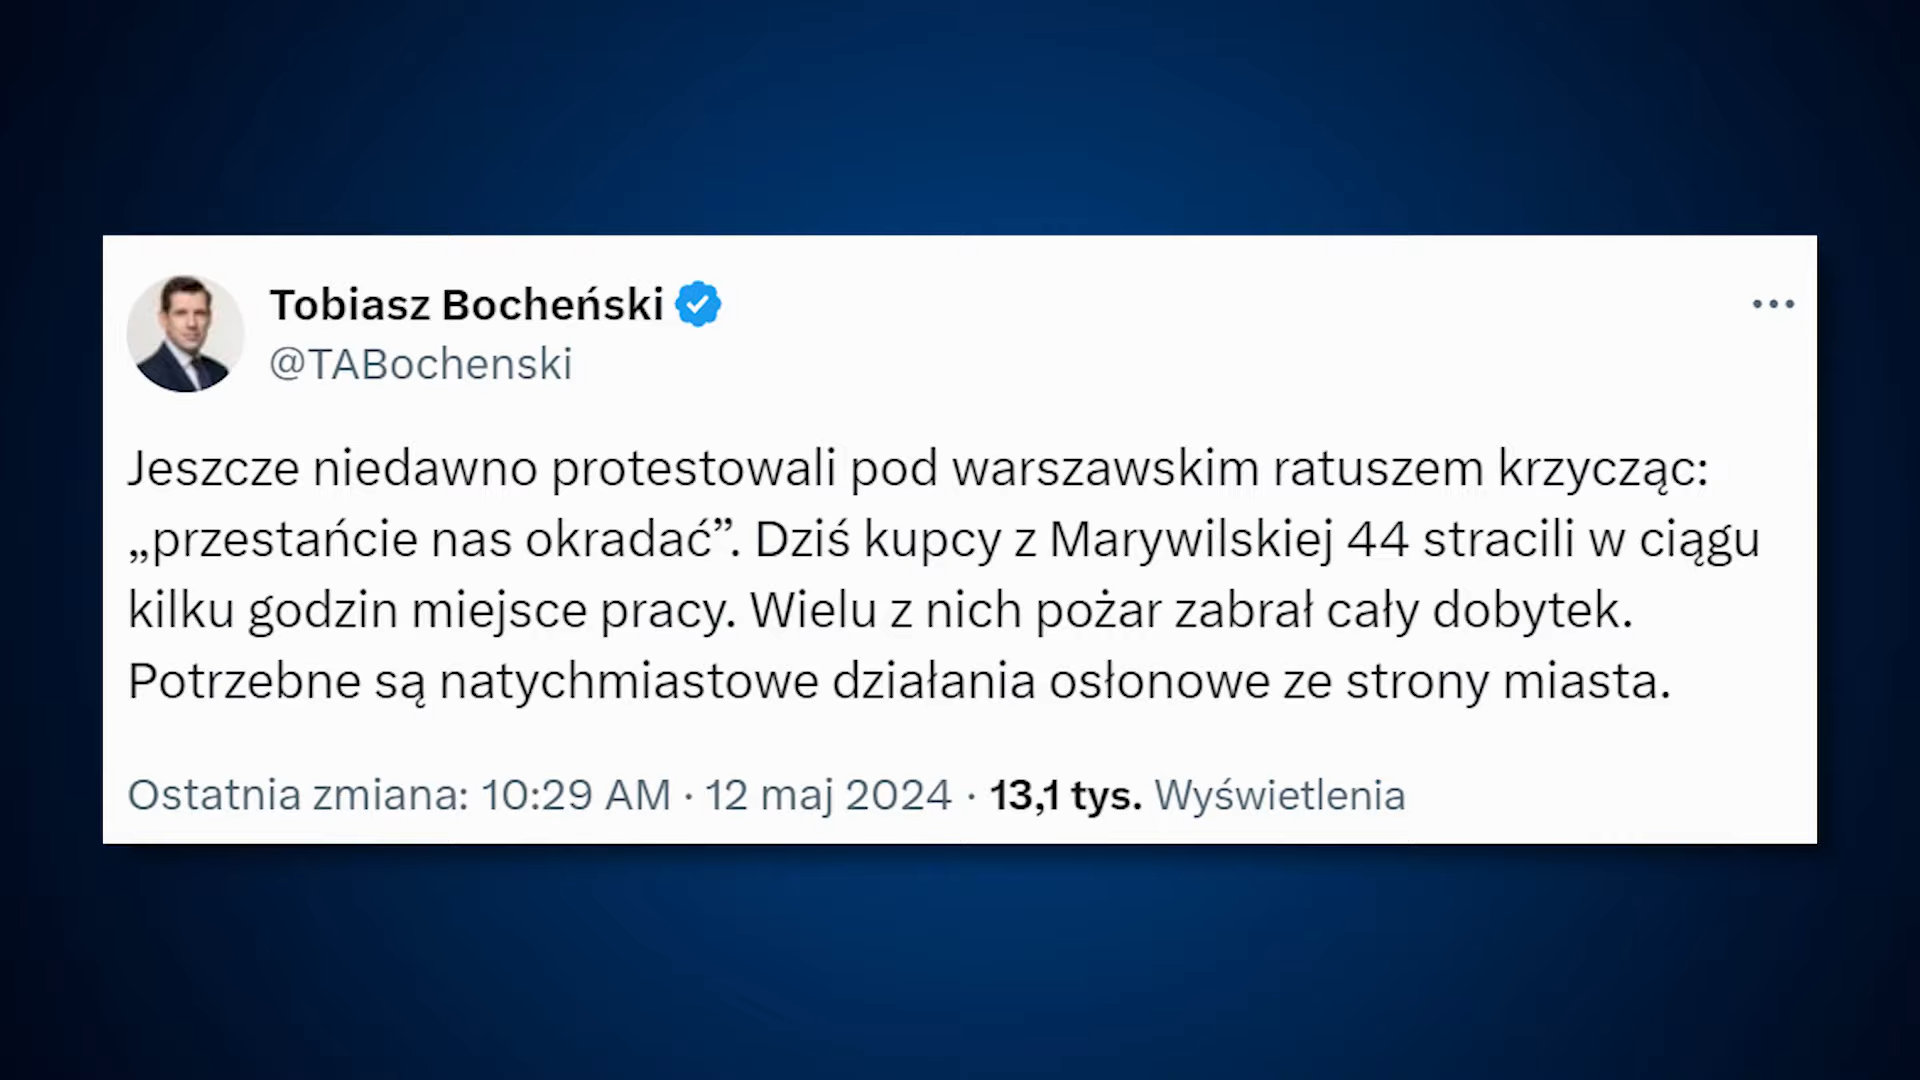 Tobiasz Bocheński
@TABochenski
Jeszcze niedawno protestowali pod warszawskim ratuszem krzycząc:
„przestańcie nas okradać”. Dziś kupcy z Marywilskiej 44 stracili w ciągu
kilku godzin miejsce pracy. Wielu z nich pożar zabrał cały dobytek.
Potrzebne są natychmiastowe działania osłonowe ze strony miasta.
Ostatnia zmiana: 10:29 AM · 12 maj 2024 · 13,1 tys. Wyświetlenia